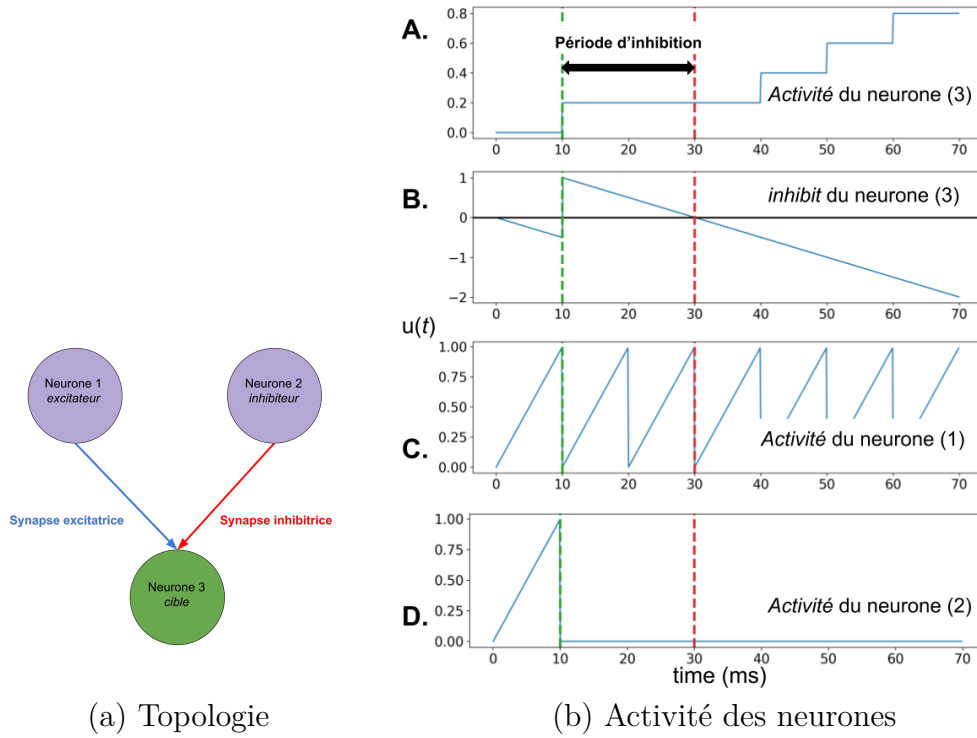 Neurone 1
excitateur
Neurone 2
inhibiteur
Synapse excitatrice
Synapse inhibitrice
Neurone 3
cible
(a) Topologie
A.
0.8
0.6
0.4
0.2
0.0
Période d'inhibition
Activité du neurone (3)
0 10 20 30 40 50 60 70
B.
1
0
−1
−2
inhibit du neurone (3)
0 10 20 30 40 50 60 70
u(t)
C.
1.00
0.75
0.50
0.25
0.00
Activité du neurone (1)
0 10 20 30 40 50 60 70
D.
1.00
0.75
0.50
0.25
0.00
Activité du neurone (2)
0 10 20 30 40 50 60 70
time (ms)
(b) Activité des neurones